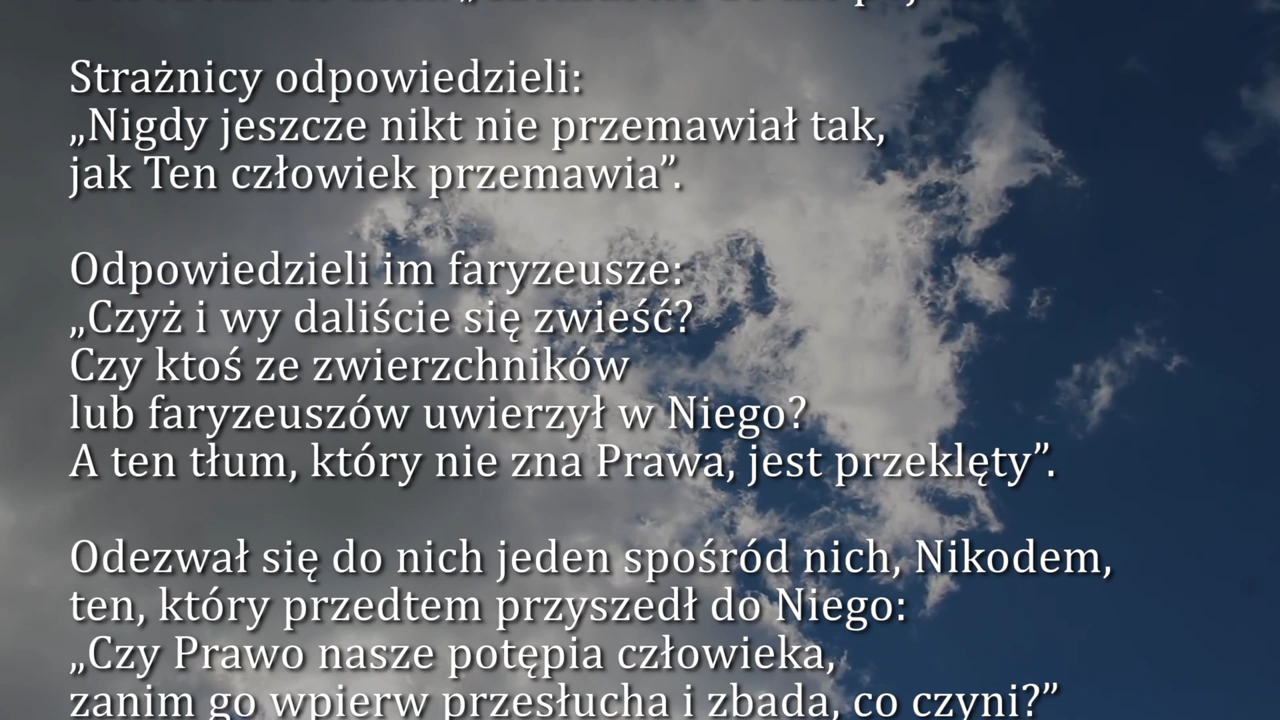 Strażnicy odpowiedzieli:
„Nigdy jeszcze nikt nie przemawiał tak,
jak Ten człowiek przemawia”.
Odpowiedzieli im faryzeusze:
„Czyż i wy daliście się zwieść?
Czy ktoś ze zwierzchników
lub faryzeuszów uwierzył w Niego?
A ten tłum, który nie zna Prawa, jest przeklęty”.
Odezwał się do nich jeden spośród nich, Nikodem,
ten, który przedtem przyszedł do Niego:
„Czy Prawo nasze potępia człowieka,
zanim go wpierw przesłucha i zbada, co czyni?”